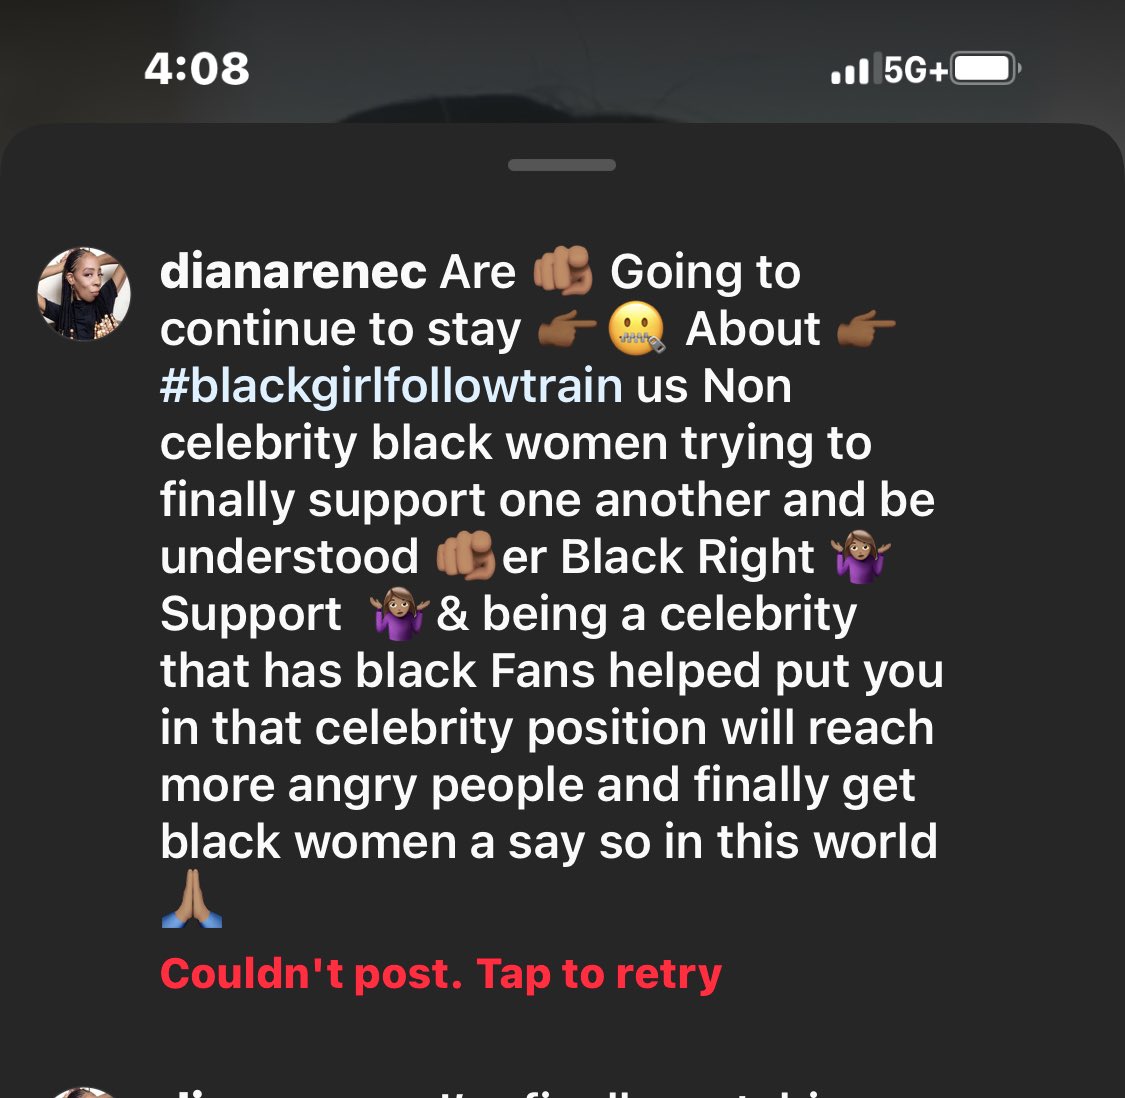 4:08 5G+
dianarenec Are 🫵🏽 Going to
continue to stay 👉🏾🤐 About 👉🏾
#blackgirlfollowtrain us Non
celebrity black women trying to
finally support one another and be
understood 🫵🏽er Black Right 🤷🏽‍♀️
Support 🤷🏽‍♀️& being a celebrity
that has black Fans helped put you
in that celebrity position will reach
more angry people and finally get
black women a say so in this world
🙏🏽
Couldn't post. Tap to retry